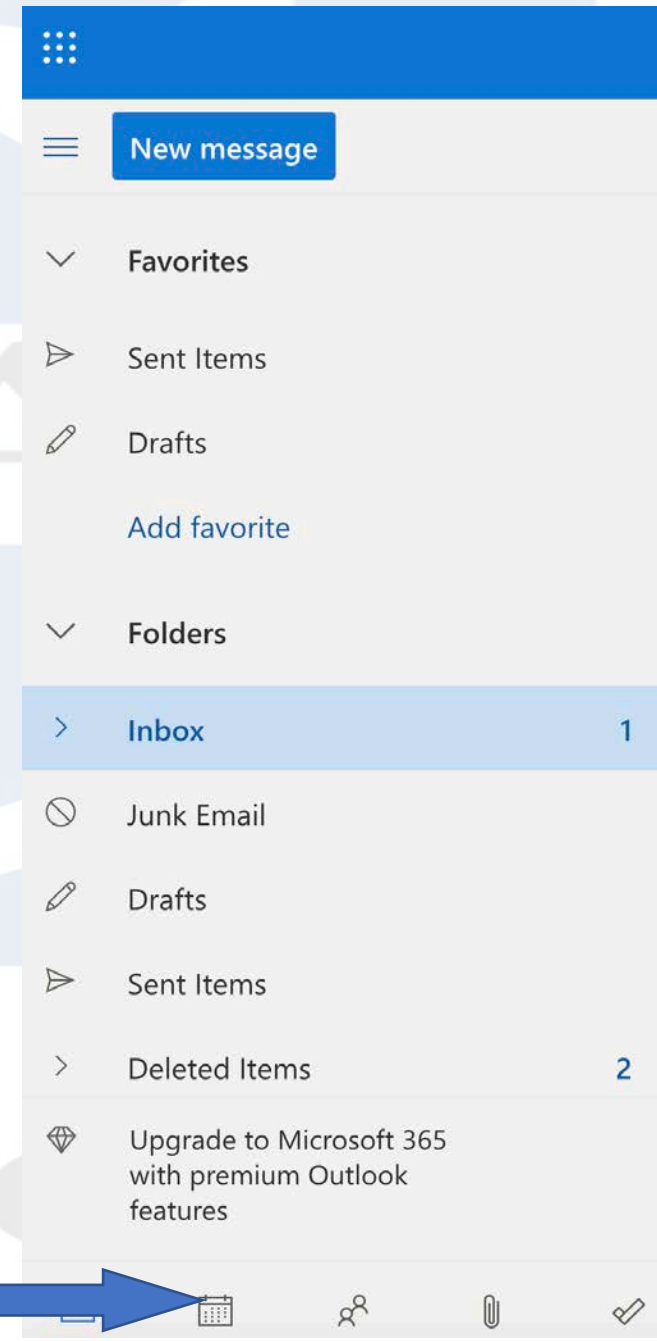 New message
Favorites
Sent Items
Drafts
Add favorite
Folders
Inbox 1
Junk Email
Drafts
Sent Items
Deleted Items 2
Upgrade to Microsoft 365
with premium Outlook
features